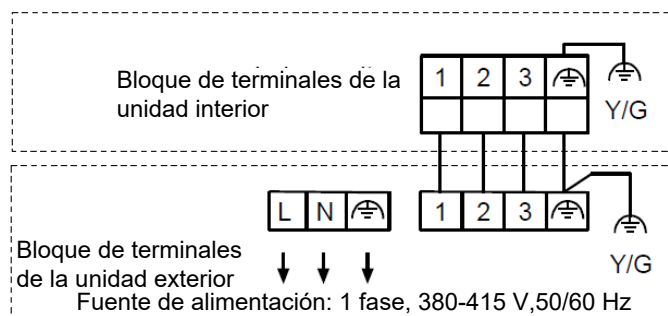 Bloque de terminales de la
unidad interior
1 2 3
Y/G
L N
1 2 3
Y/G
Bloque de terminales
de la unidad exterior
Fuente de alimentación: 1 fase, 380-415 V,50/60 Hz